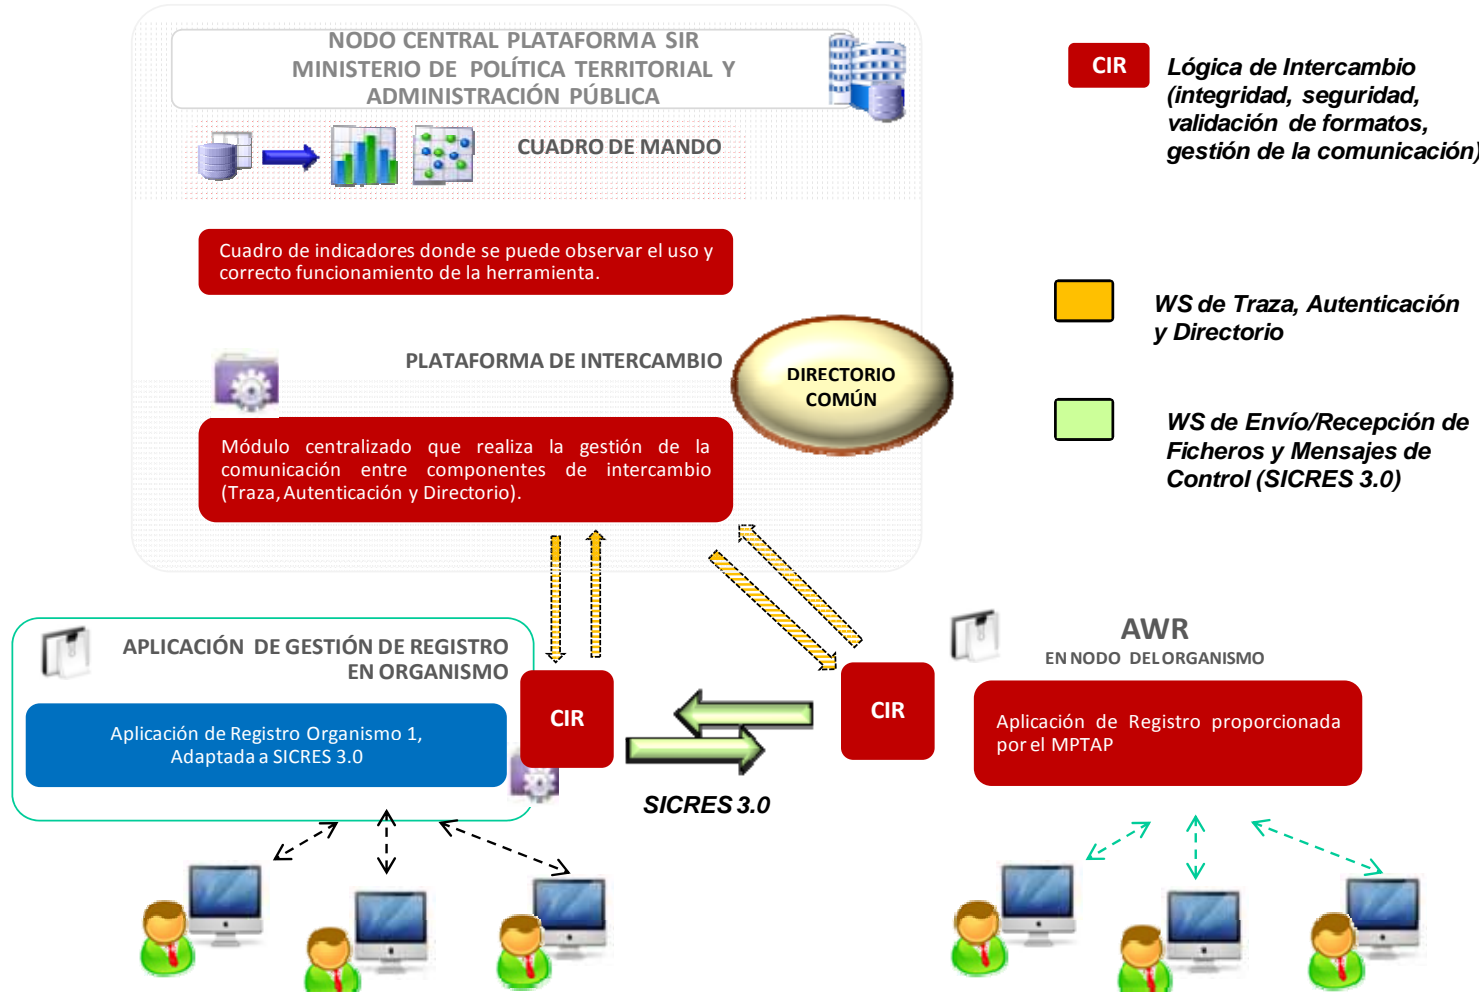 NODO CENTRAL PLATAFORMA SIR
MINISTERIO DE POLÍTICA TERRITORIAL Y
ADMINISTRACIÓN PÚBLICA
CUADRO DE MANDO
Cuadro de indicadores donde se puede observar el uso y
correcto funcionamiento de la herramienta.
PLATAFORMA DE INTERCAMBIO
DIRECTORIO
COMÚN
Módulo centralizado que realiza la gestión de la
comunicación entre componentes de intercambio
(Traza, Autenticación y Directorio).
CIR
Lógica de Intercambio
(integridad, seguridad,
validación de formatos,
gestión de la comunicación)
WS de Traza, Autenticación
y Directorio
WS de Envío/Recepción de
Ficheros y Mensajes de
Control (SICRES 3.0)
APLICACIÓN DE GESTIÓN DE REGISTRO
EN ORGANISMO
Aplicación de Registro Organismo 1,
Adaptada a SICRES 3.0
CIR
SICRES 3.0
CIR
AWR
EN NODO DEL ORGANISMO
Aplicación de Registro proporcionada
por el MPTAP